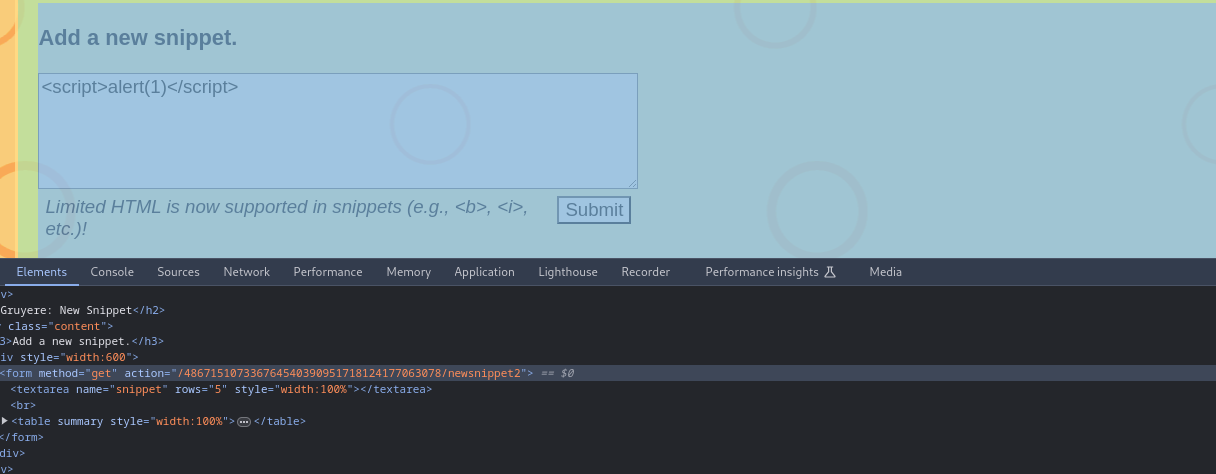 Add a new snippet.
<script>alert(1)</script>
Limited HTML is now supported in snippets (e.g., <b>, <i>,
etc.)!
Submit
Elements Console Sources Network Performance Memory Application Lighthouse Recorder Performance insights Media
v>
Gruyere: New Snippet</h2>
class="content">
3>Add a new snippet.</h3>
iv style="width:600">
<form method="get" action="/486715107336764540390951718124177063078/newsnippet2"> == $0
<textarea name="snippet" rows="5" style="width:100%"></textarea>
<br>
<table summary style="width:100%">…</table>
</form>
div>
v>